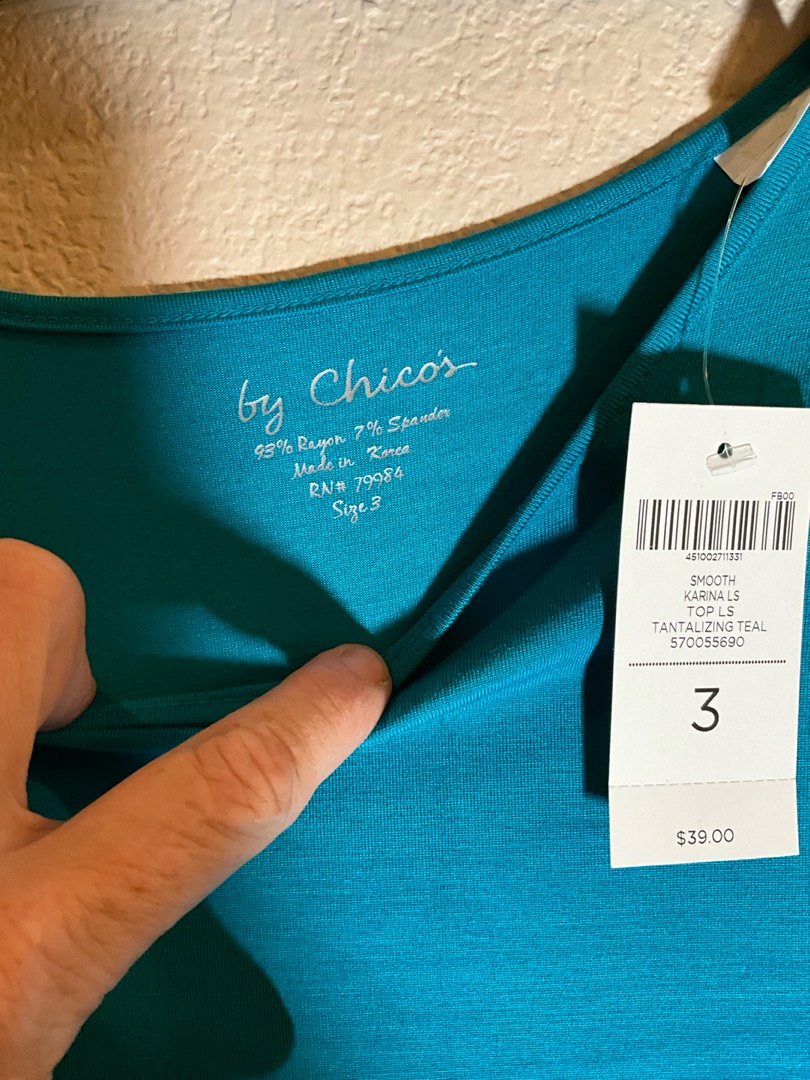 by Chico's
93% Rayon 7% Spandex
Made in Korea
RN# 79984
Size 3
FB00
451002711331
SMOOTH
KARINA LS
TOP LS
TANTALIZING TEAL
570055690
3
$39.00